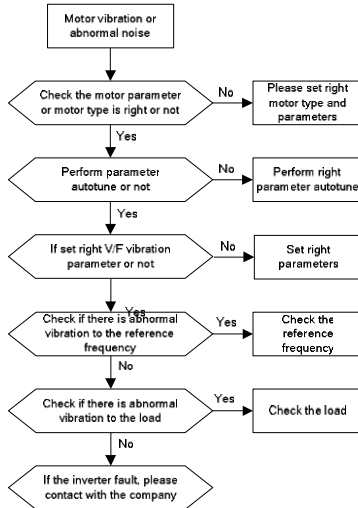 Motor vibration or
abnormal noise
Check the motor parameter
or motor type is right or not
No
Please set right
motor type and
parameters
Yes
Perform parameter
autotune or not
No
Perform right
parameter autotune
Yes
If set right V/F vibration
parameter or not
No
Set right
parameters
Yes
Check if there is abnormal
vibration to the reference
frequency
Yes
Check the
reference
frequency
No
Check if there is abnormal
vibration to the load
Yes
Check the load
No
If the inverter fault, please
contact with the company